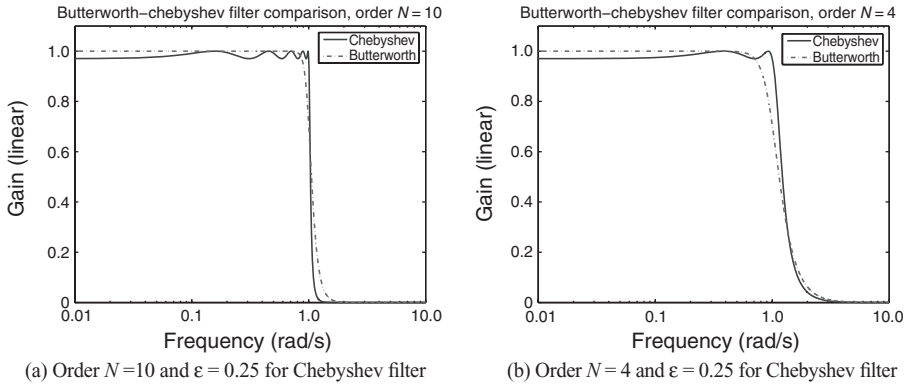 Butterworth–chebyshev filter comparison, order N = 10
Chebyshev
Butterworth
1.0
0.8
0.6
0.4
0.2
0
Gain (linear)
0.01
0.1
1.0
10.0
Frequency (rad/s)
(a) Order N =10 and ε = 0.25 for Chebyshev filter
Butterworth–chebyshev filter comparison, order N = 4
Chebyshev
Butterworth
1.0
0.8
0.6
0.4
0.2
0
Gain (linear)
0.01
0.1
1.0
10.0
Frequency (rad/s)
(b) Order N = 4 and ε = 0.25 for Chebyshev filter